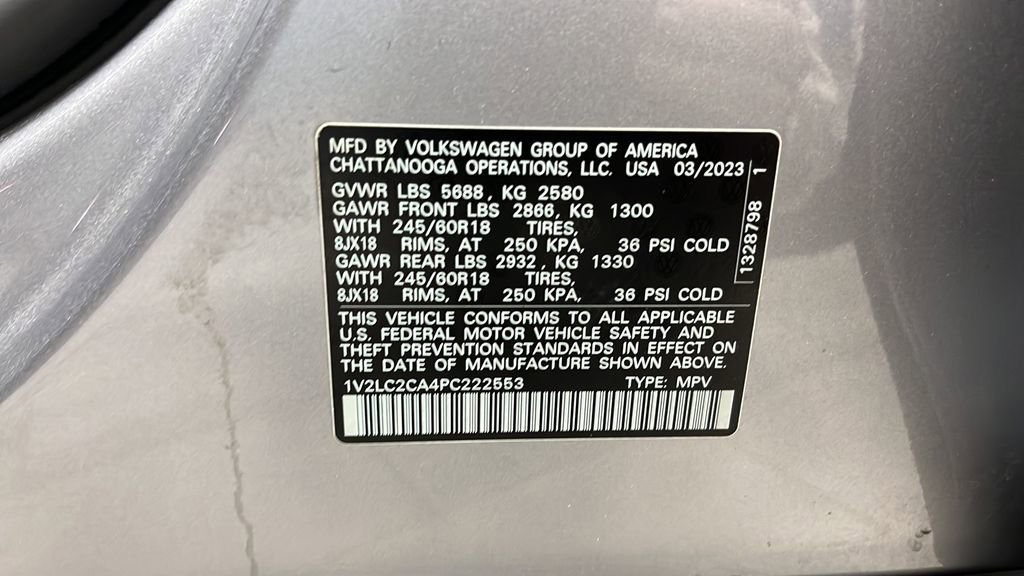 MFD BY VOLKSWAGEN GROUP OF AMERICA
CHATTANOOGA OPERATIONS, LLC. USA 03/2023
GVWR LBS 5688, KG 2580
GAWR FRONT LBS 2866, KG 1300
WITH 245/60R18 TIRES,
8JX18 RIMS, AT 250 KPA, 36 PSI COLD
GAWR REAR LBS 2932, KG 1330
WITH 245/60R18 TIRES,
8JX18 RIMS, AT 250 KPA, 36 PSI COLD
THIS VEHICLE CONFORMS TO ALL APPLICABLE
U.S. FEDERAL MOTOR VEHICLE SAFETY AND
THEFT PREVENTION STANDARDS IN EFFECT ON
THE DATE OF MANUFACTURE SHOWN ABOVE.
1V2LC2CA4PC222553 TYPE: MPV
1328798 1